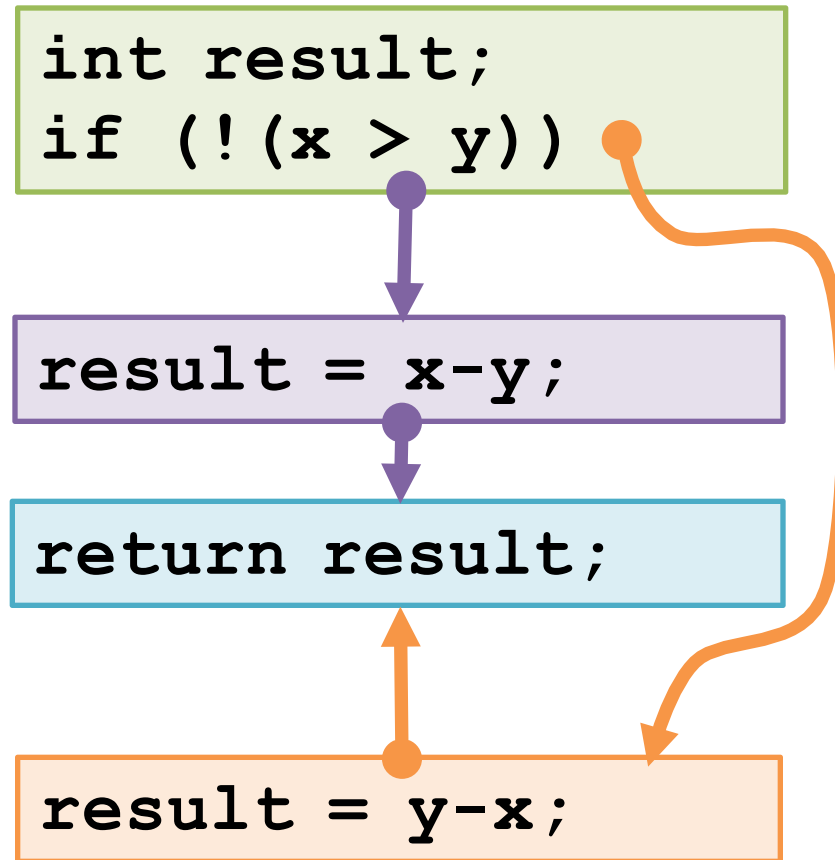 int result;
if (!(x > y))
result = x-y;
return result;
result = y-x;